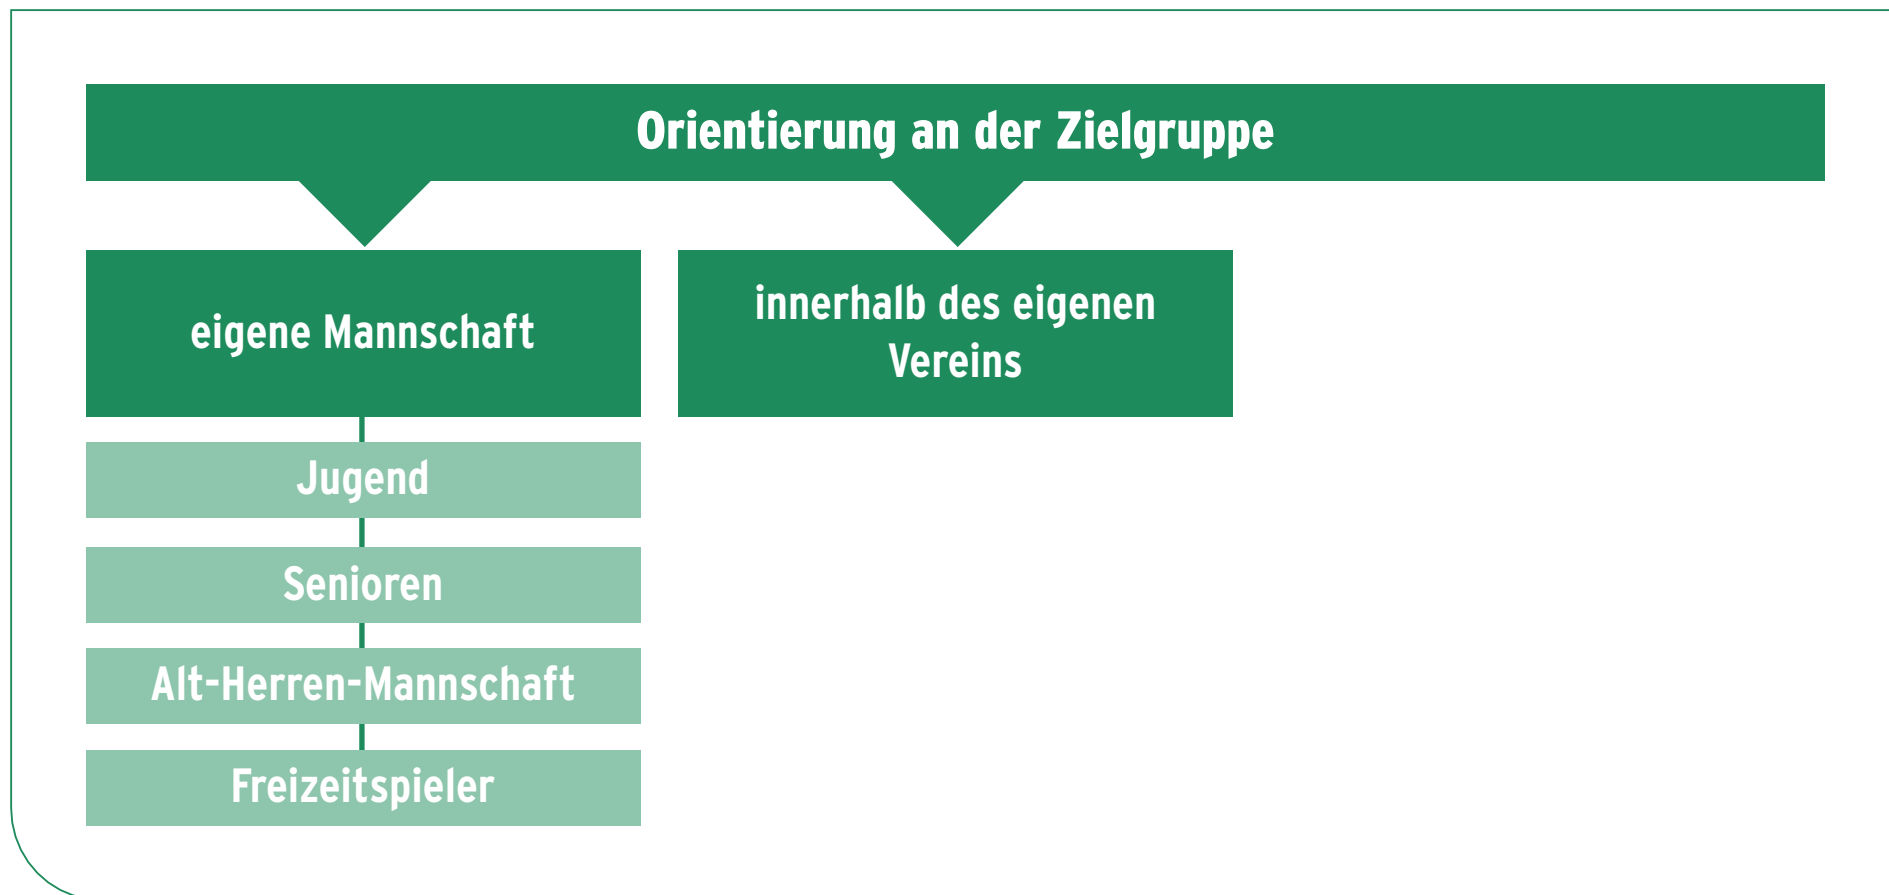 Orientierung an der Zielgruppe
eigene Mannschaft
innerhalb des eigenen
Vereins
Jugend
Senioren
Alt-Herren-Mannschaft
Freizeitspieler